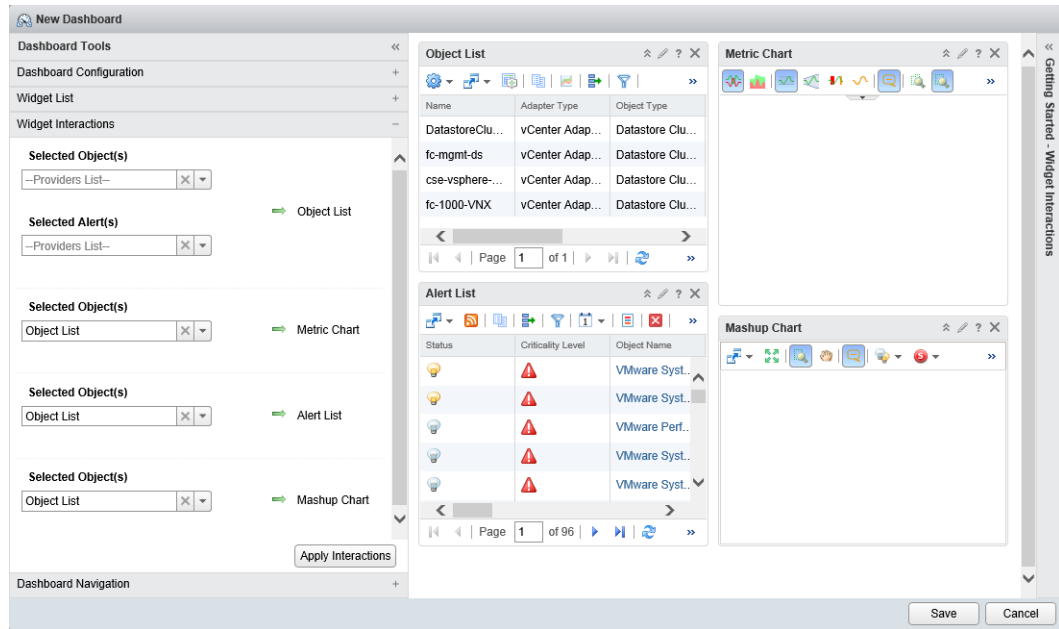 New Dashboard
Dashboard Tools
Dashboard Configuration
Widget List
Widget Interactions
Selected Object(s)
--Providers List--
Selected Alert(s)
--Providers List--
Object List
Selected Object(s)
Object List
Metric Chart
Selected Object(s)
Object List
Alert List
Selected Object(s)
Object List
Mashup Chart
Apply Interactions
Dashboard Navigation
Object List
Name Adapter Type Object Type
DatastoreClu... vCenter Adap... Datastore Clu...
fc-mgmt-ds vCenter Adap... Datastore Clu...
cse-vsphere-... vCenter Adap... Datastore Clu...
fc-1000-VNX vCenter Adap... Datastore Clu...
Page 1 of 1
Alert List
Status Criticality Level Object Name
VMware Syst..
VMware Syst..
VMware Perf..
VMware Syst..
VMware Syst..
Page 1 of 96
Metric Chart
Mashup Chart
Getting Started - Widget Interactions
Save Cancel